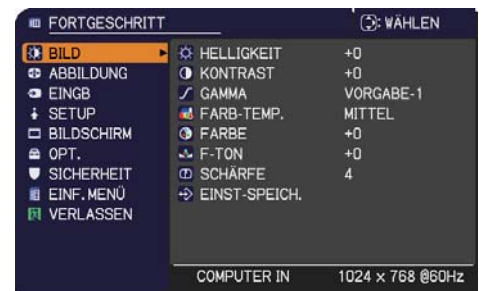 FORTGESCHRITT : WÄHLEN
BILD HELLIGKEIT +0
ABBILDUNG KONTRAST +0
EINGB GAMMA VORGABE-1
SETUP FARB-TEMP. MITTEL
BILDSCHIRM FARBE +0
OPT. F-TON +0
SICHERHEIT SCHÄRFE 4
EINF.MENÜ EINST-SPEICH.
VERLASSEN
COMPUTER IN 1024 x 768 @60Hz